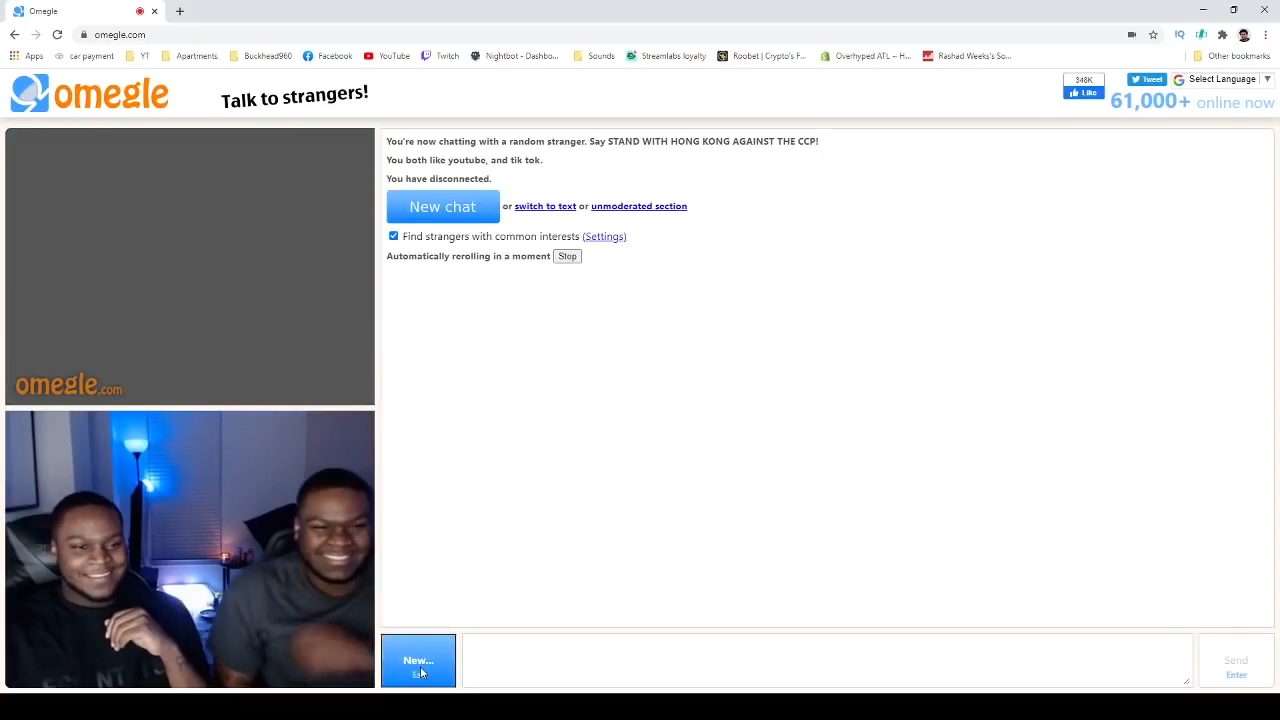 Omegle
omegle.com
Apps
car payment
YT
Apartments
Buckhead960
Facebook
YouTube
Twitch
Nightbot - Dashbo...
Sounds
Streamlabs loyalty
Roobet | Crypto's F...
Overhyped ATL – H...
Rashad Weeks's So...
Other bookmarks
omegle
Talk to strangers!
348K
Like
Tweet
Select Language
61,000+ online now
You're now chatting with a random stranger. Say STAND WITH HONG KONG AGAINST THE CCP!
You both like youtube, and tik tok.
You have disconnected.
New chat or switch to text or unmoderated section
Find strangers with common interests (Settings)
Automatically rerolling in a moment Stop
omegle.com
New...
Send
Enter